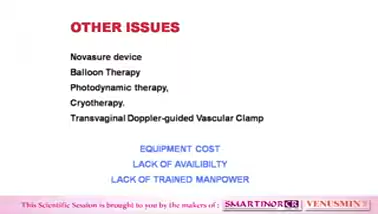 OTHER ISSUES
Novasure device
Balloon Therapy
Photodynamic therapy,
Cryotherapy.
Transvaginal Doppler-guided Vascular Clamp
EQUIPMENT COST
LACK OF AVAILIBILTY
LACK OF TRAINED MANPOWER
This Scientific Session is brought to you by the makers of : SMARTINOR CR VENUSMIN